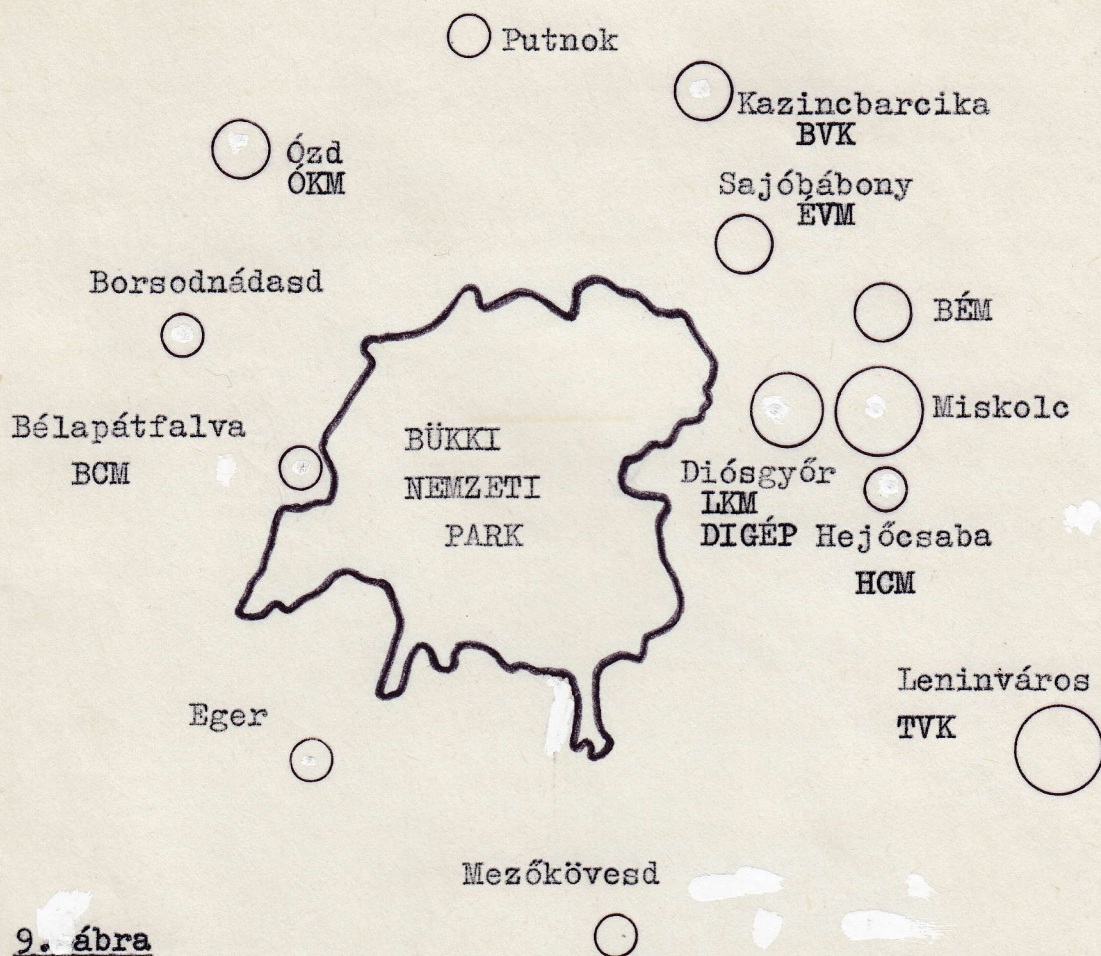 Putnok
Kazincbarcika
BVK
Ózd
ÓKM
Sajóbábony
ÉVM
Borsodnádasd
BÉM
Miskolc
Bélapátfalva
BCM
BÜKKI
NEMZETI
PARK
Diósgyőr
LKM
DIGÉP
Hejőcsaba
HCM
Leninváros
TVK
Eger
Mezőkövesd
9. ábra